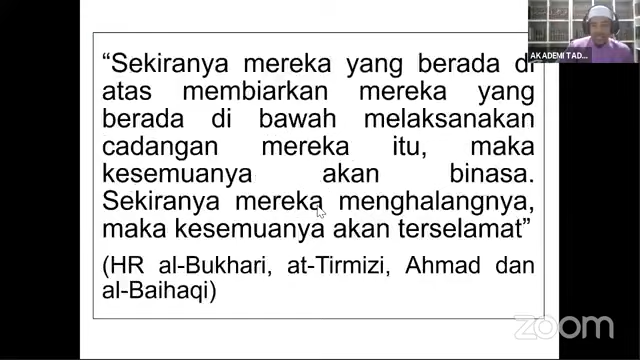 AKADEMI TAD...
“Sekiranya mereka yang berada di
atas membiarkan mereka yang
berada di bawah melaksanakan
cadangan mereka itu, maka
kesemuanya akan binasa.
Sekiranya mereka menghalangnya,
maka kesemuanya akan terselamat”
(HR al-Bukhari, at-Tirmizi, Ahmad dan
al-Baihaqi)
zoom